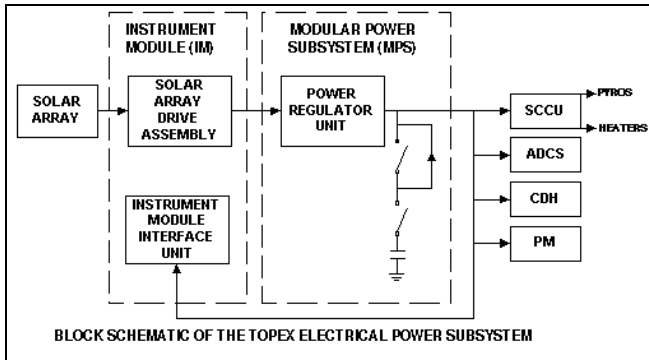 INSTRUMENT
MODULE (IM)
MODULAR POWER
SUBSYSTEM (MPS)
SOLAR
ARRAY
SOLAR
ARRAY
DRIVE
ASSEMBLY
POWER
REGULATOR
UNIT
SCCU
PYROS
HEATERS
ADCS
CDH
PM
INSTRUMENT
MODULE
INTERFACE
UNIT
BLOCK SCHEMATIC OF THE TOPEX ELECTRICAL POWER SUBSYSTEM